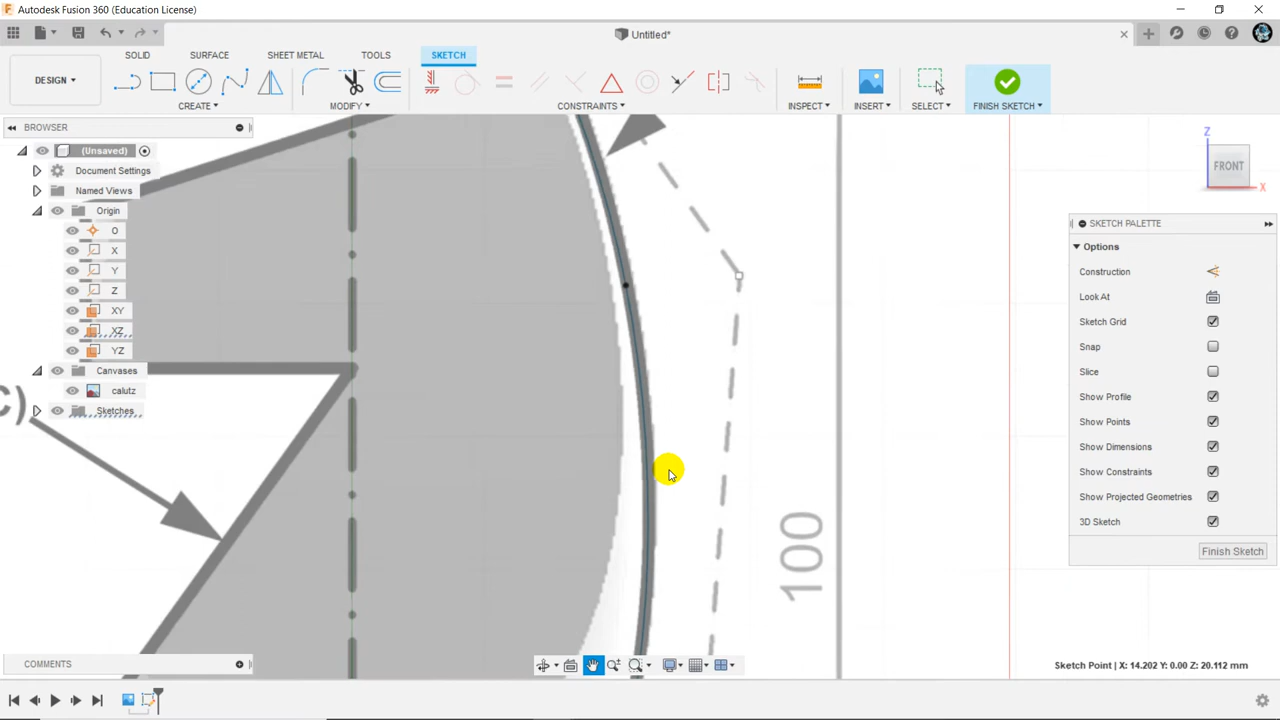 Autodesk Fusion 360 (Education License)
Untitled*
DESIGN
SOLID SURFACE SHEET METAL TOOLS SKETCH
CREATE MODIFY CONSTRAINTS INSPECT INSERT SELECT FINISH SKETCH
BROWSER
(Unsaved)
Document Settings
Named Views
Origin
O
X
Y
Z
XY
XZ
YZ
Canvases
calutz
Sketches
C)
100
Z
FRONT
X
SKETCH PALETTE
Options
Construction
Look At
Sketch Grid
Snap
Slice
Show Profile
Show Points
Show Dimensions
Show Constraints
Show Projected Geometries
3D Sketch
Finish Sketch
COMMENTS
Sketch Point | X: 14.202 Y: 0.00 Z: 20.112 mm